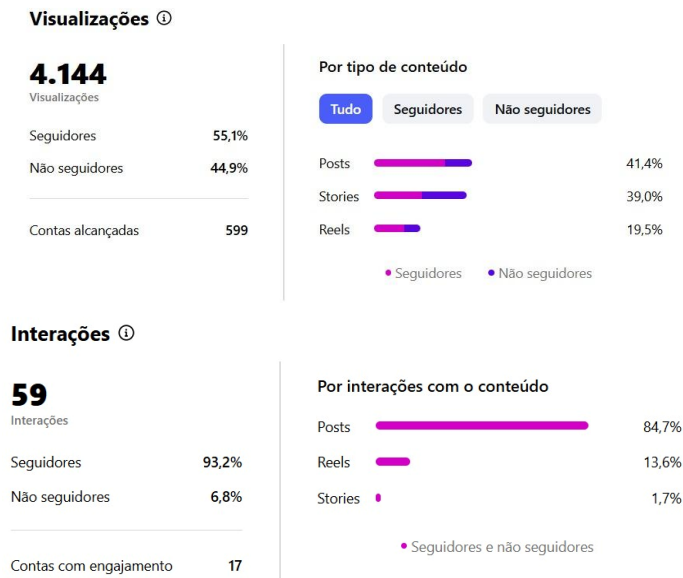 Visualizações
4.144
Visualizações
Seguidores 55,1%
Não seguidores 44,9%
Contas alcançadas 599
Por tipo de conteúdo
Tudo Seguidores Não seguidores
Posts 41,4%
Stories 39,0%
Reels 19,5%
Seguidores Não seguidores
Interações
59
Interações
Seguidores 93,2%
Não seguidores 6,8%
Contas com engajamento 17
Por interações com o conteúdo
Posts 84,7%
Reels 13,6%
Stories 1,7%
Seguidores e não seguidores